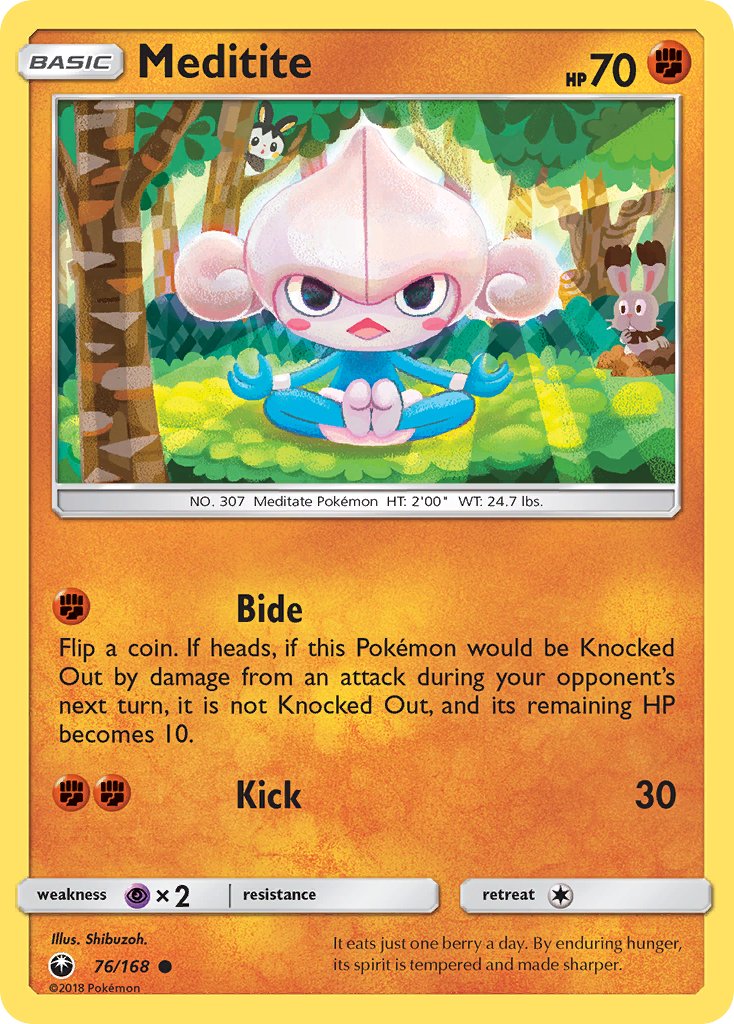 BASIC Meditite HP70
NO. 307 Meditate Pokémon HT: 2'00" WT: 24.7 lbs.
Bide
Flip a coin. If heads, if this Pokémon would be Knocked
Out by damage from an attack during your opponent's
next turn, it is not Knocked Out, and its remaining HP
becomes 10.
Kick 30
weakness ×2 resistance retreat
Illus. Shibuzoh.
76/168
©2018 Pokémon
It eats just one berry a day. By enduring hunger,
its spirit is tempered and made sharper.